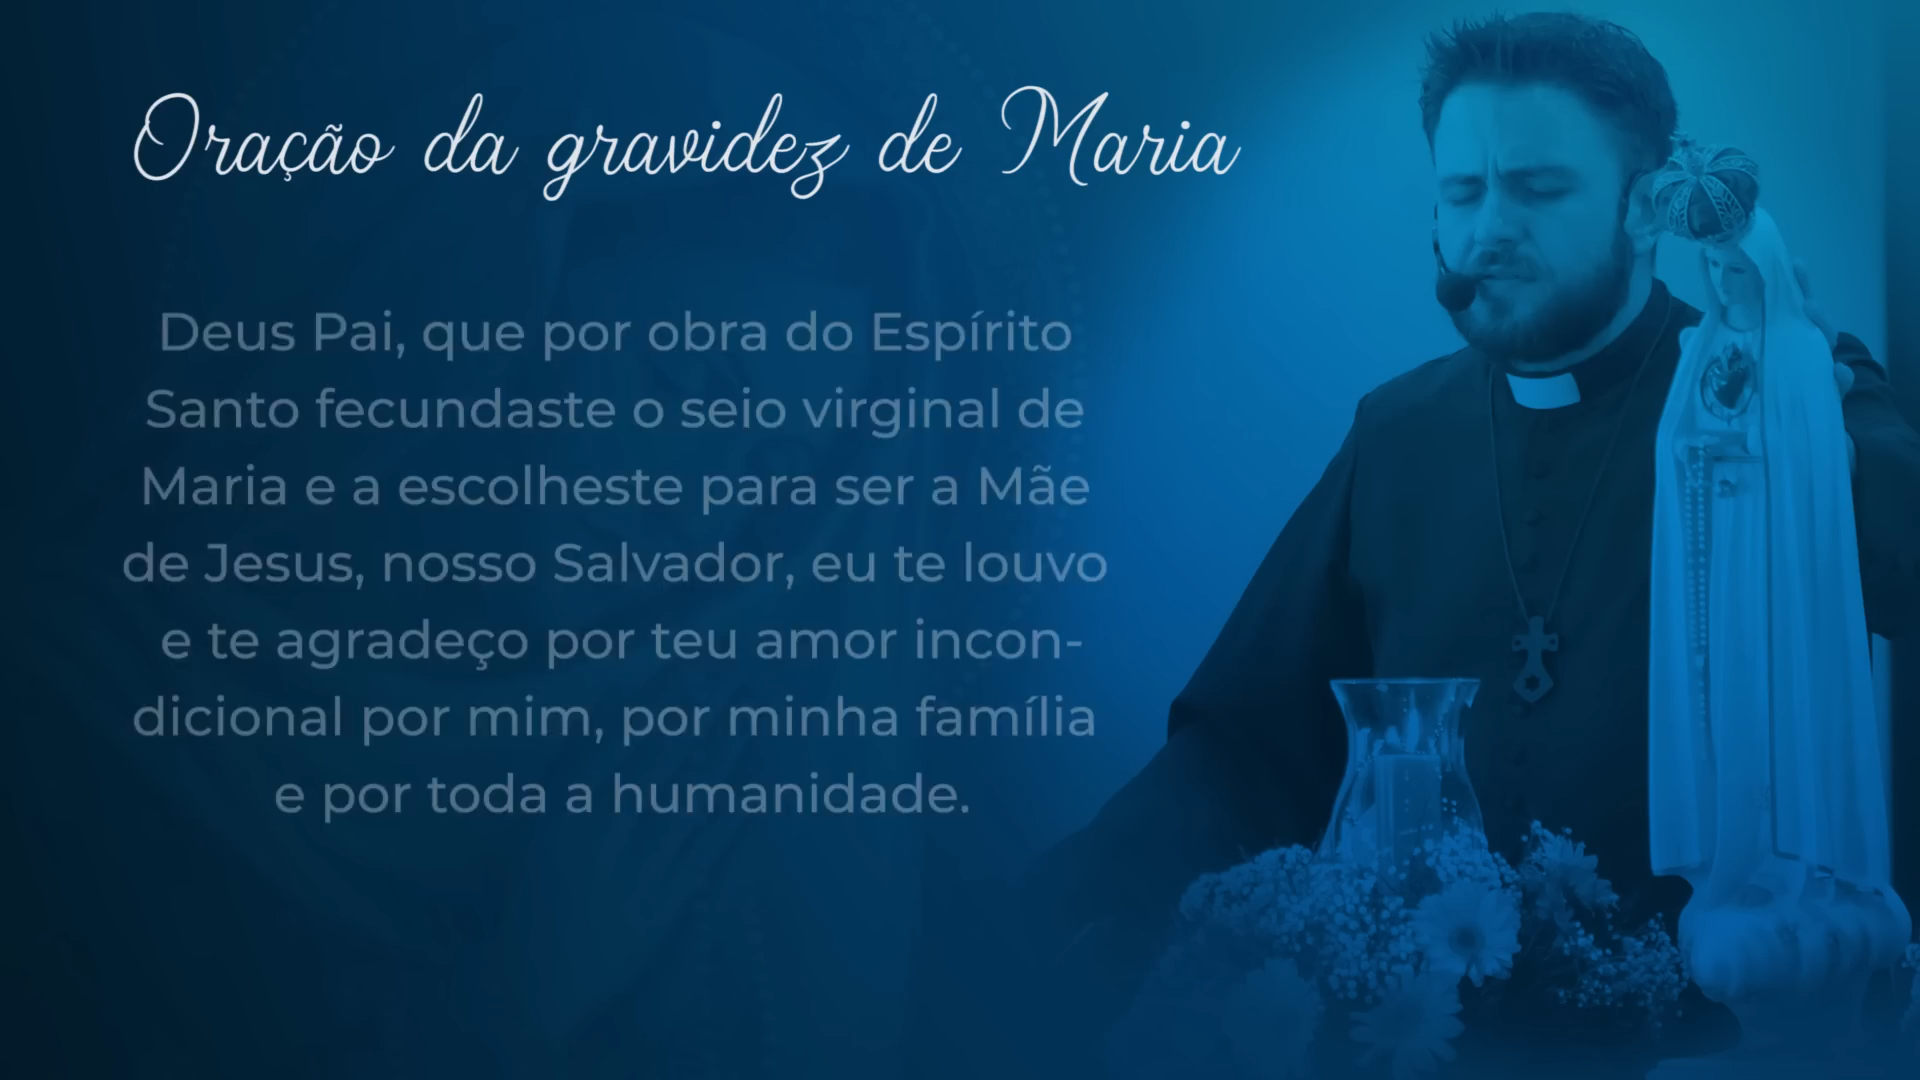 Oração da gravidez de Maria
Deus Pai, que por obra do Espírito
Santo fecundaste o seio virginal de
Maria e a escolheste para ser a Mãe
de Jesus, nosso Salvador, eu te louvo
e te agradeço por teu amor incon-
dicional por mim, por minha família
e por toda a humanidade.